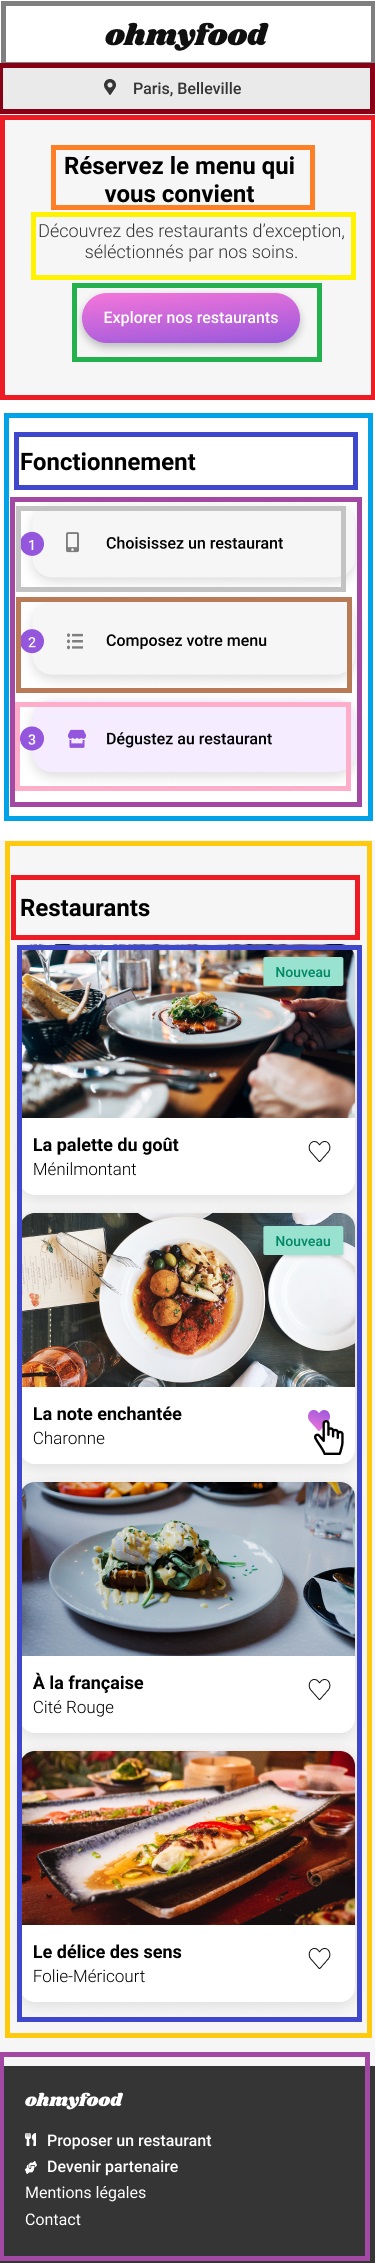 ohmyfood
Paris, Belleville
Réservez le menu qui
vous convient
Découvrez des restaurants d’exception,
séléctionnés par nos soins.
Explorer nos restaurants
Fonctionnement
1 Choisissez un restaurant
2 Composez votre menu
3 Dégustez au restaurant
Restaurants
Nouveau
La palette du goût
Ménilmontant
Nouveau
La note enchantée
Charonne
À la française
Cité Rouge
Le délice des sens
Folie-Méricourt
ohmyfood
Proposer un restaurant
Devenir partenaire
Mentions légales
Contact